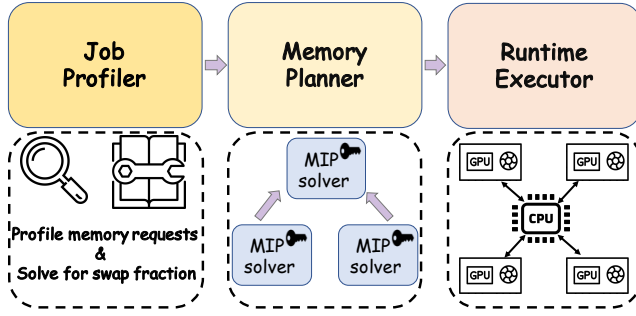 Job
Profiler
Memory
Planner
Runtime
Executor
Profile memory requests
&
Solve for swap fraction
MIP
solver
MIP
solver
MIP
solver
GPU
GPU
CPU
GPU
GPU